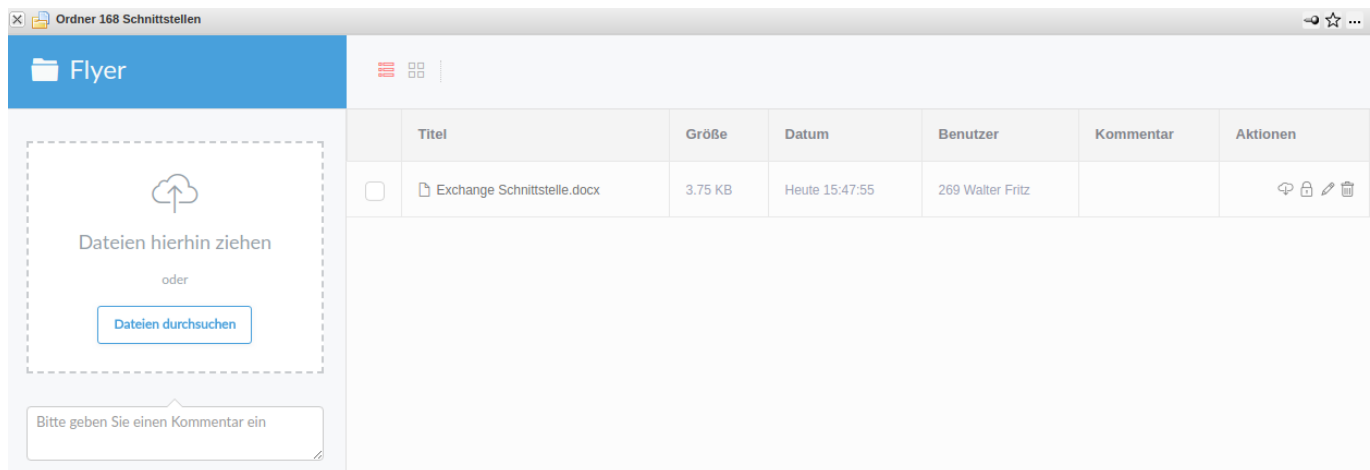 Ordner 168 Schnittstellen
Flyer
Dateien hierhin ziehen
oder
Dateien durchsuchen
Bitte geben Sie einen Kommentar ein
Titel Größe Datum Benutzer Kommentar Aktionen
Exchange Schnittstelle.docx 3.75 KB Heute 15:47:55 269 Walter Fritz